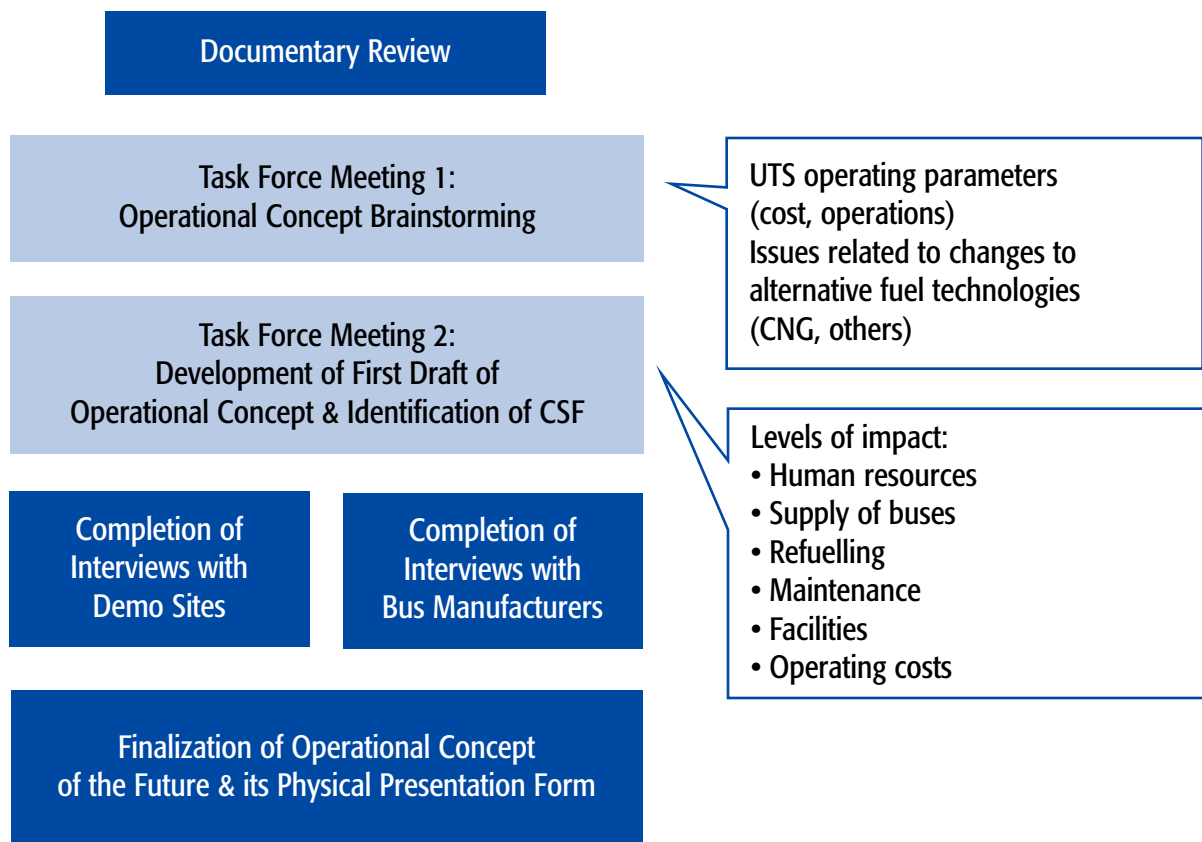 Documentary Review
Task Force Meeting 1:
Operational Concept Brainstorming
UTS operating parameters
(cost, operations)
Issues related to changes to
alternative fuel technologies
(CNG, others)
Task Force Meeting 2:
Development of First Draft of
Operational Concept & Identification of CSF
Levels of impact:
• Human resources
• Supply of buses
• Refuelling
• Maintenance
• Facilities
• Operating costs
Completion of
Interviews with
Demo Sites
Completion of
Interviews with
Bus Manufacturers
Finalization of Operational Concept
of the Future & its Physical Presentation Form